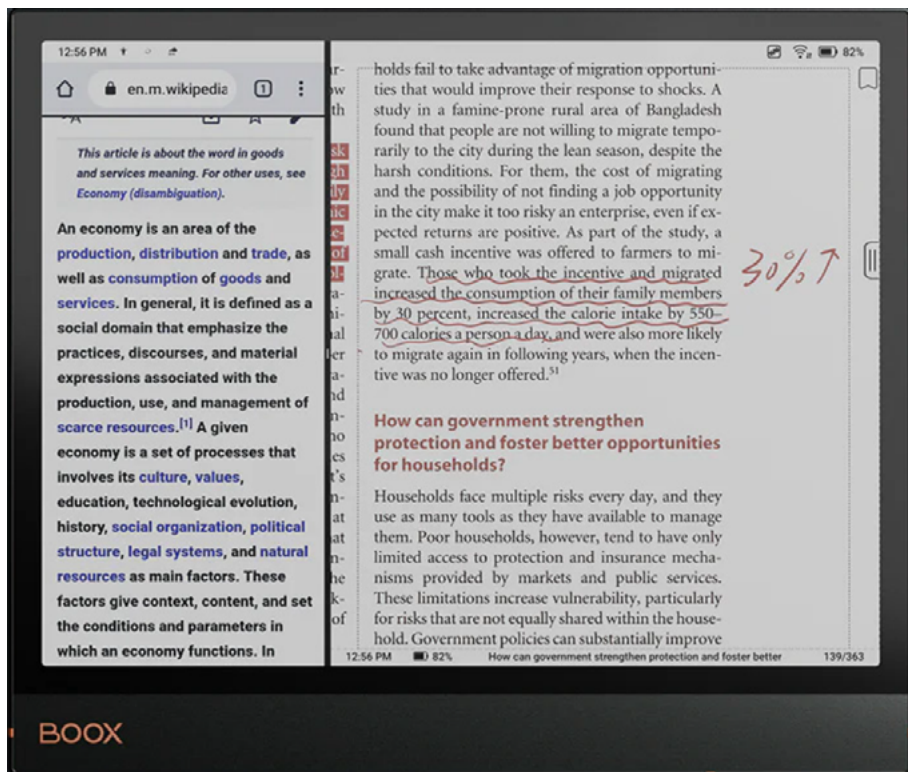 12:56 PM
en.m.wikipedia
1
This article is about the word in goods
and services meaning. For other uses, see
Economy (disambiguation).
An economy is an area of the
production, distribution and trade, as
well as consumption of goods and
services. In general, it is defined as a
social domain that emphasize the
practices, discourses, and material
expressions associated with the
production, use, and management of
scarce resources.[1] A given
economy is a set of processes that
involves its culture, values,
education, technological evolution,
history, social organization, political
structure, legal systems, and natural
resources as main factors. These
factors give context, content, and set
the conditions and parameters in
which an economy functions. In
82%
holds fail to take advantage of migration opportuni-
ties that would improve their response to shocks. A
study in a famine-prone rural area of Bangladesh
found that people are not willing to migrate tempo-
rarily to the city during the lean season, despite the
harsh conditions. For them, the cost of migrating
and the possibility of not finding a job opportunity
in the city make it too risky an enterprise, even if ex-
pected returns are positive. As part of the study, a
small cash incentive was offered to farmers to mi-
grate. Those who took the incentive and migrated
increased the consumption of their family members
by 30 percent, increased the calorie intake by 550–
700 calories a person a day, and were also more likely
to migrate again in following years, when the incen-
tive was no longer offered.51
30%↑
How can government strengthen
protection and foster better opportunities
for households?
Households face multiple risks every day, and they
use as many tools as they have available to manage
them. Poor households, however, tend to have only
limited access to protection and insurance mecha-
nisms provided by markets and public services.
These limitations increase vulnerability, particularly
for risks that are not equally shared within the house-
hold. Government policies can substantially improve
12:56 PM 82% How can government strengthen protection and foster better 139/363
BOOX